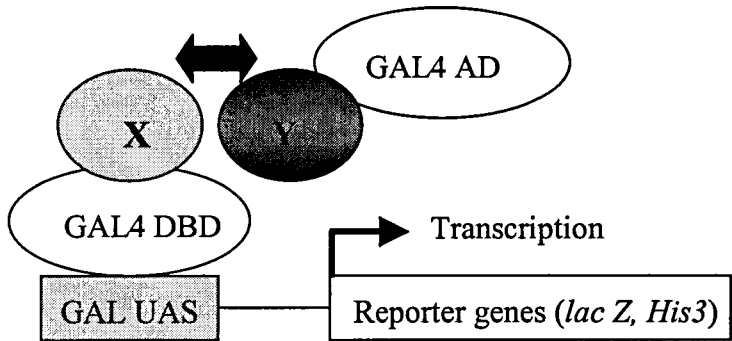 GAL4 AD
X
Y
GAL4 DBD
Transcription
GAL UAS
Reporter genes (lac Z, His3)